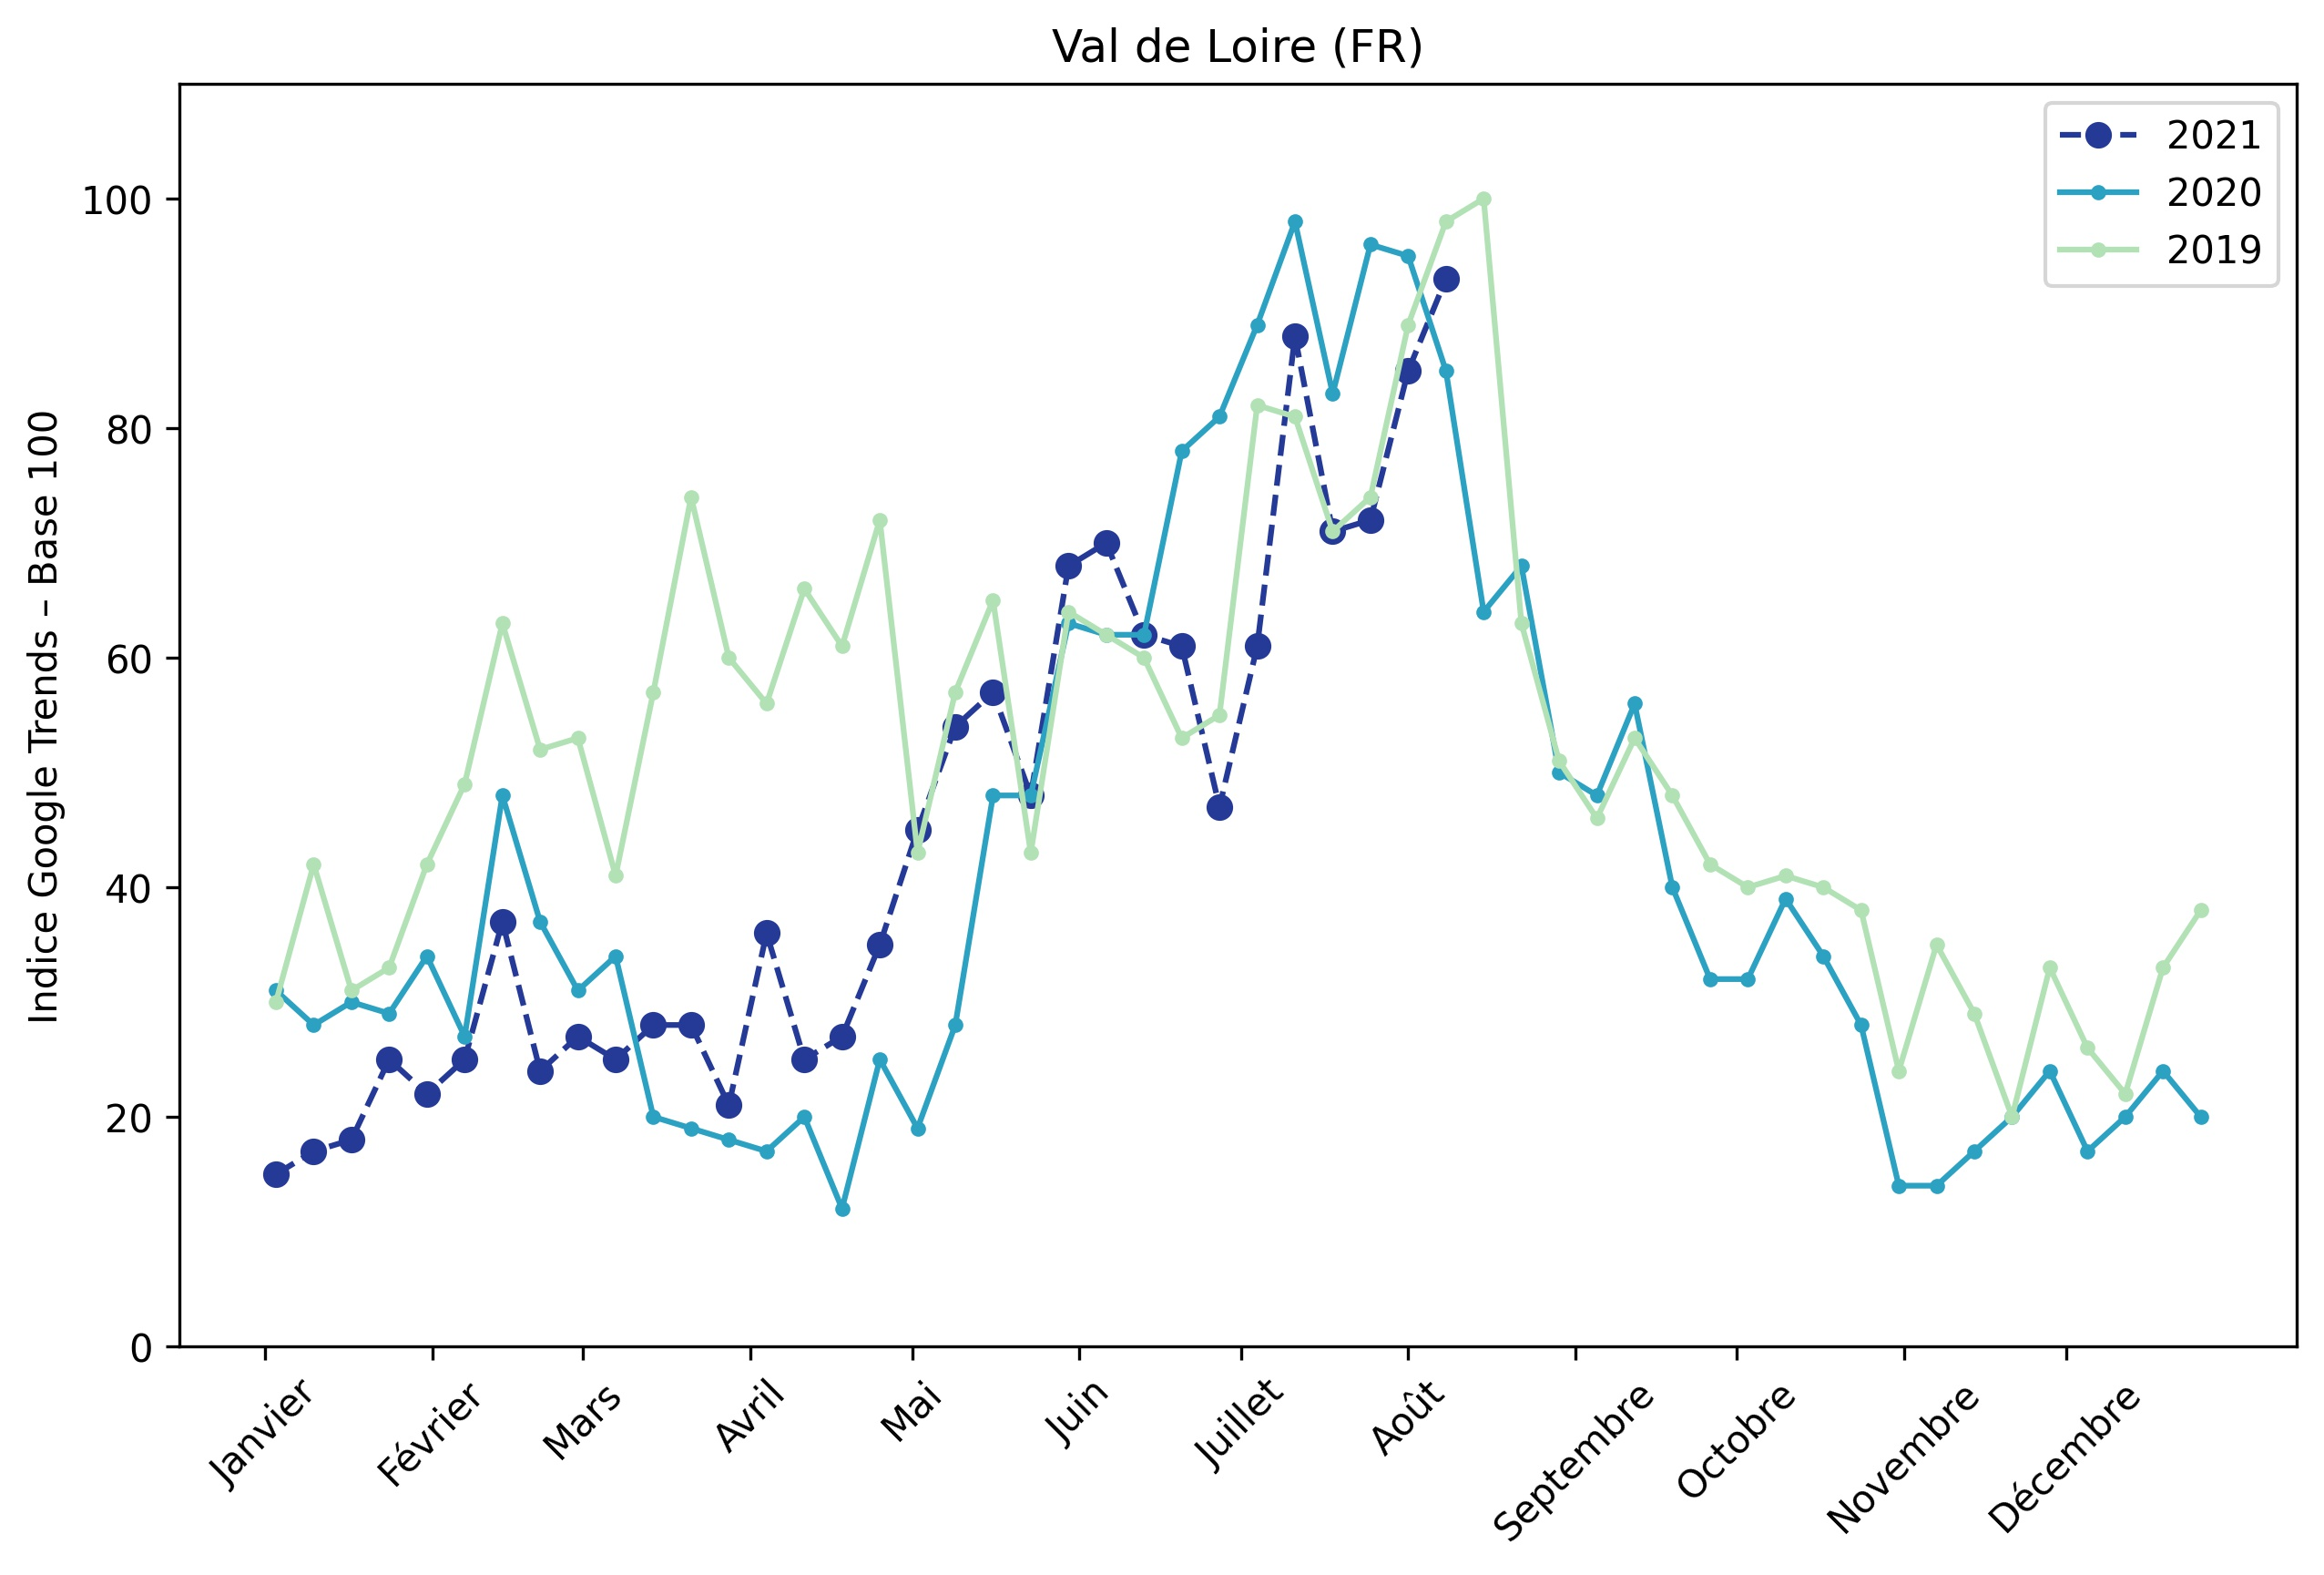 Val de Loire (FR)
Indice Google Trends – Base 100
100
80
60
40
20
0
2021
2020
2019
Janvier
Février
Mars
Avril
Mai
Juin
Juillet
Août
Septembre
Octobre
Novembre
Décembre